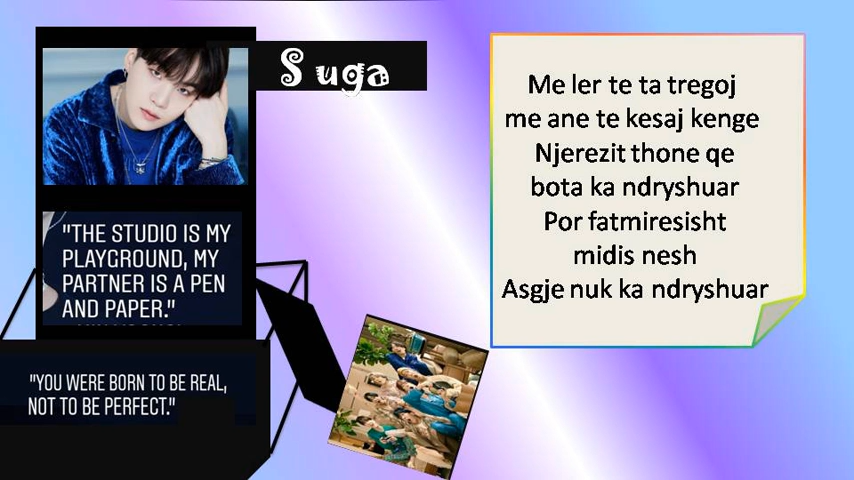 Suga
"THE STUDIO IS MY
PLAYGROUND, MY
PARTNER IS A PEN
AND PAPER."
"YOU WERE BORN TO BE REAL,
NOT TO BE PERFECT."
Me ler te ta tregoj
me ane te kesaj kenge
Njerezit thone qe
bota ka ndryshuar
Por fatmiresisht
midis nesh
Asgje nuk ka ndryshuar